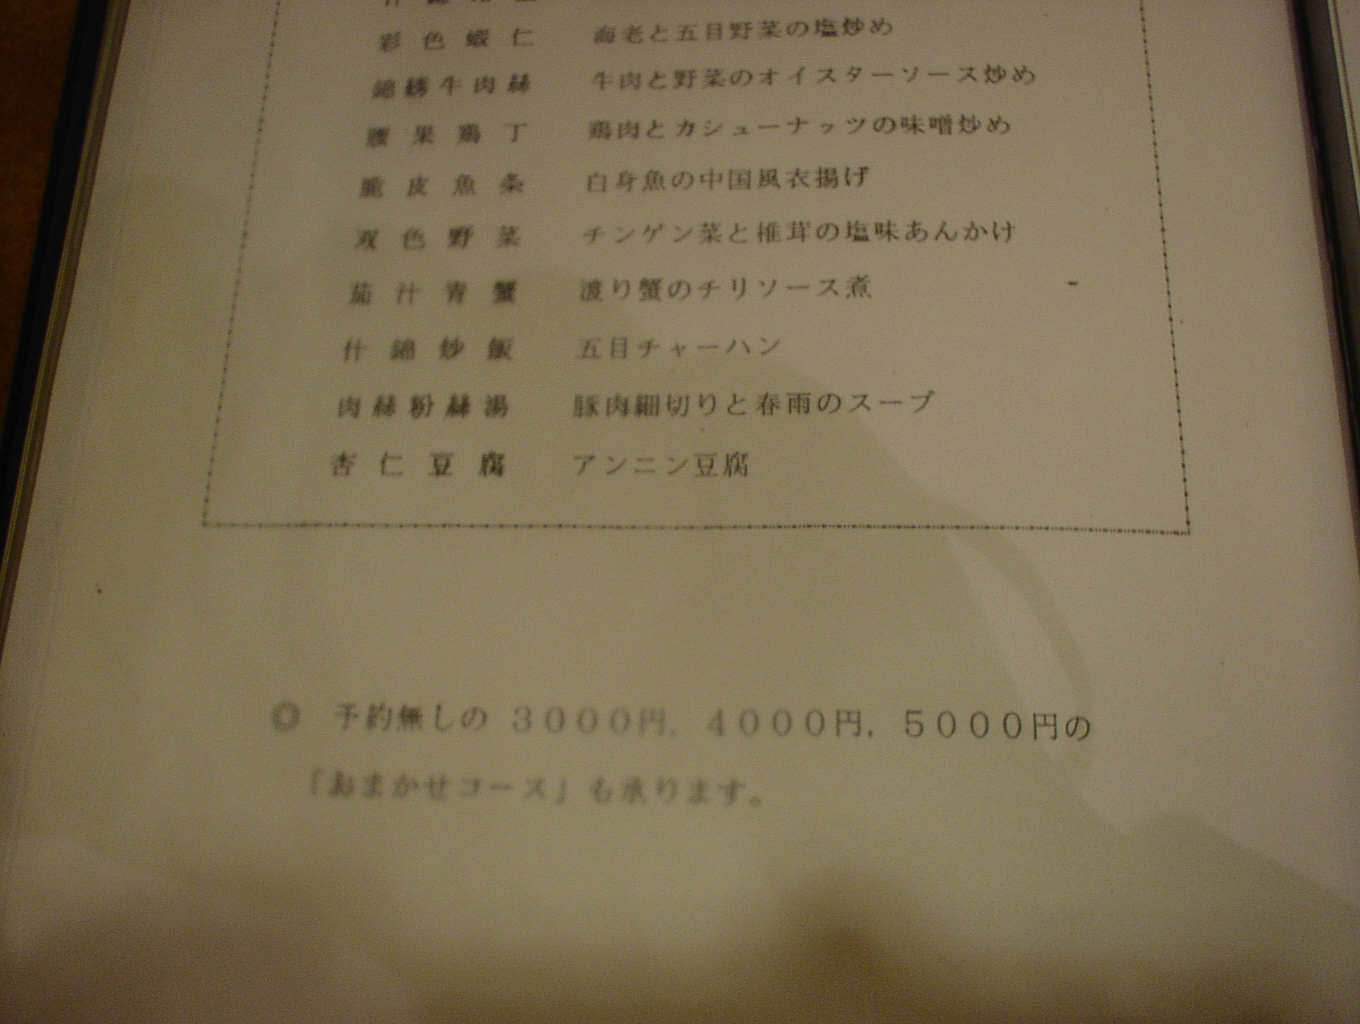 彩色蝦仁 海老と五目野菜の塩炒め
錦綉牛肉絲 牛肉と野菜のオイスターソース炒め
腰果鶏丁 鶏肉とカシューナッツの味噌炒め
脆皮魚条 白身魚の中国風衣揚げ
双色野菜 チンゲン菜と椎茸の塩味あんかけ
茄汁青蟹 渡り蟹のチリソース煮
什錦炒飯 五目チャーハン
肉絲粉絲湯 豚肉細切りと春雨のスープ
杏仁豆腐 アンニン豆腐
◎ 予約無しの 3000円, 4000円, 5000円の
「おまかせコース」も承ります。